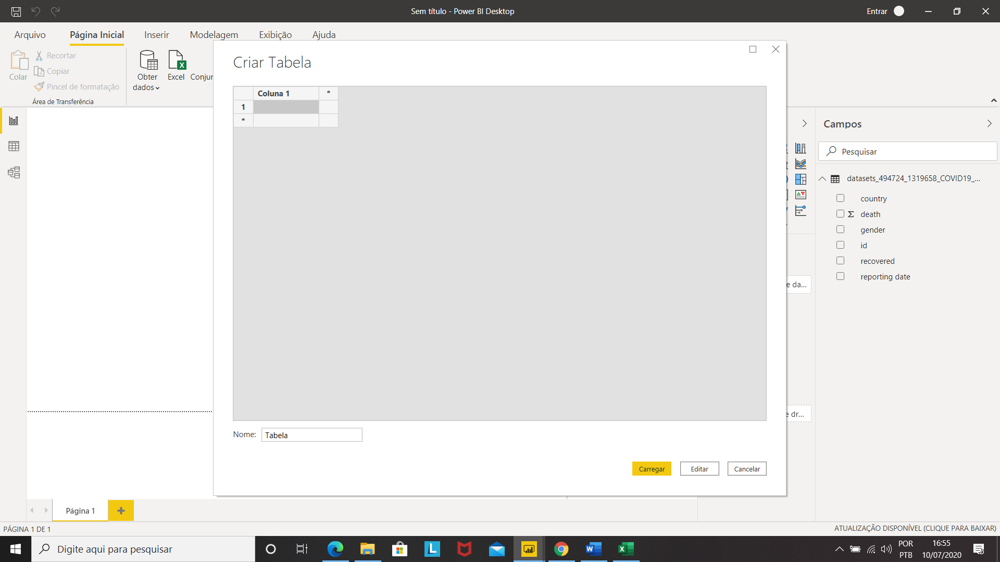 Sem título - Power BI Desktop
Entrar
Arquivo
Página Inicial
Inserir
Modelagem
Exibição
Ajuda
Colar
Recortar
Copiar
Pincel de formatação
Área de Transferência
Obter dados
Excel
Conjur
Criar Tabela
Coluna 1
*
1
*
Nome:
Tabela
Carregar
Editar
Cancelar
Campos
Pesquisar
datasets_494724_1319658_COVID19_...
country
Σ death
gender
id
recovered
reporting date
e da...
e dr...
Página 1
PÁGINA 1 DE 1
ATUALIZAÇÃO DISPONÍVEL (CLIQUE PARA BAIXAR)
Digite aqui para pesquisar
POR
PTB
16:55
10/07/2020